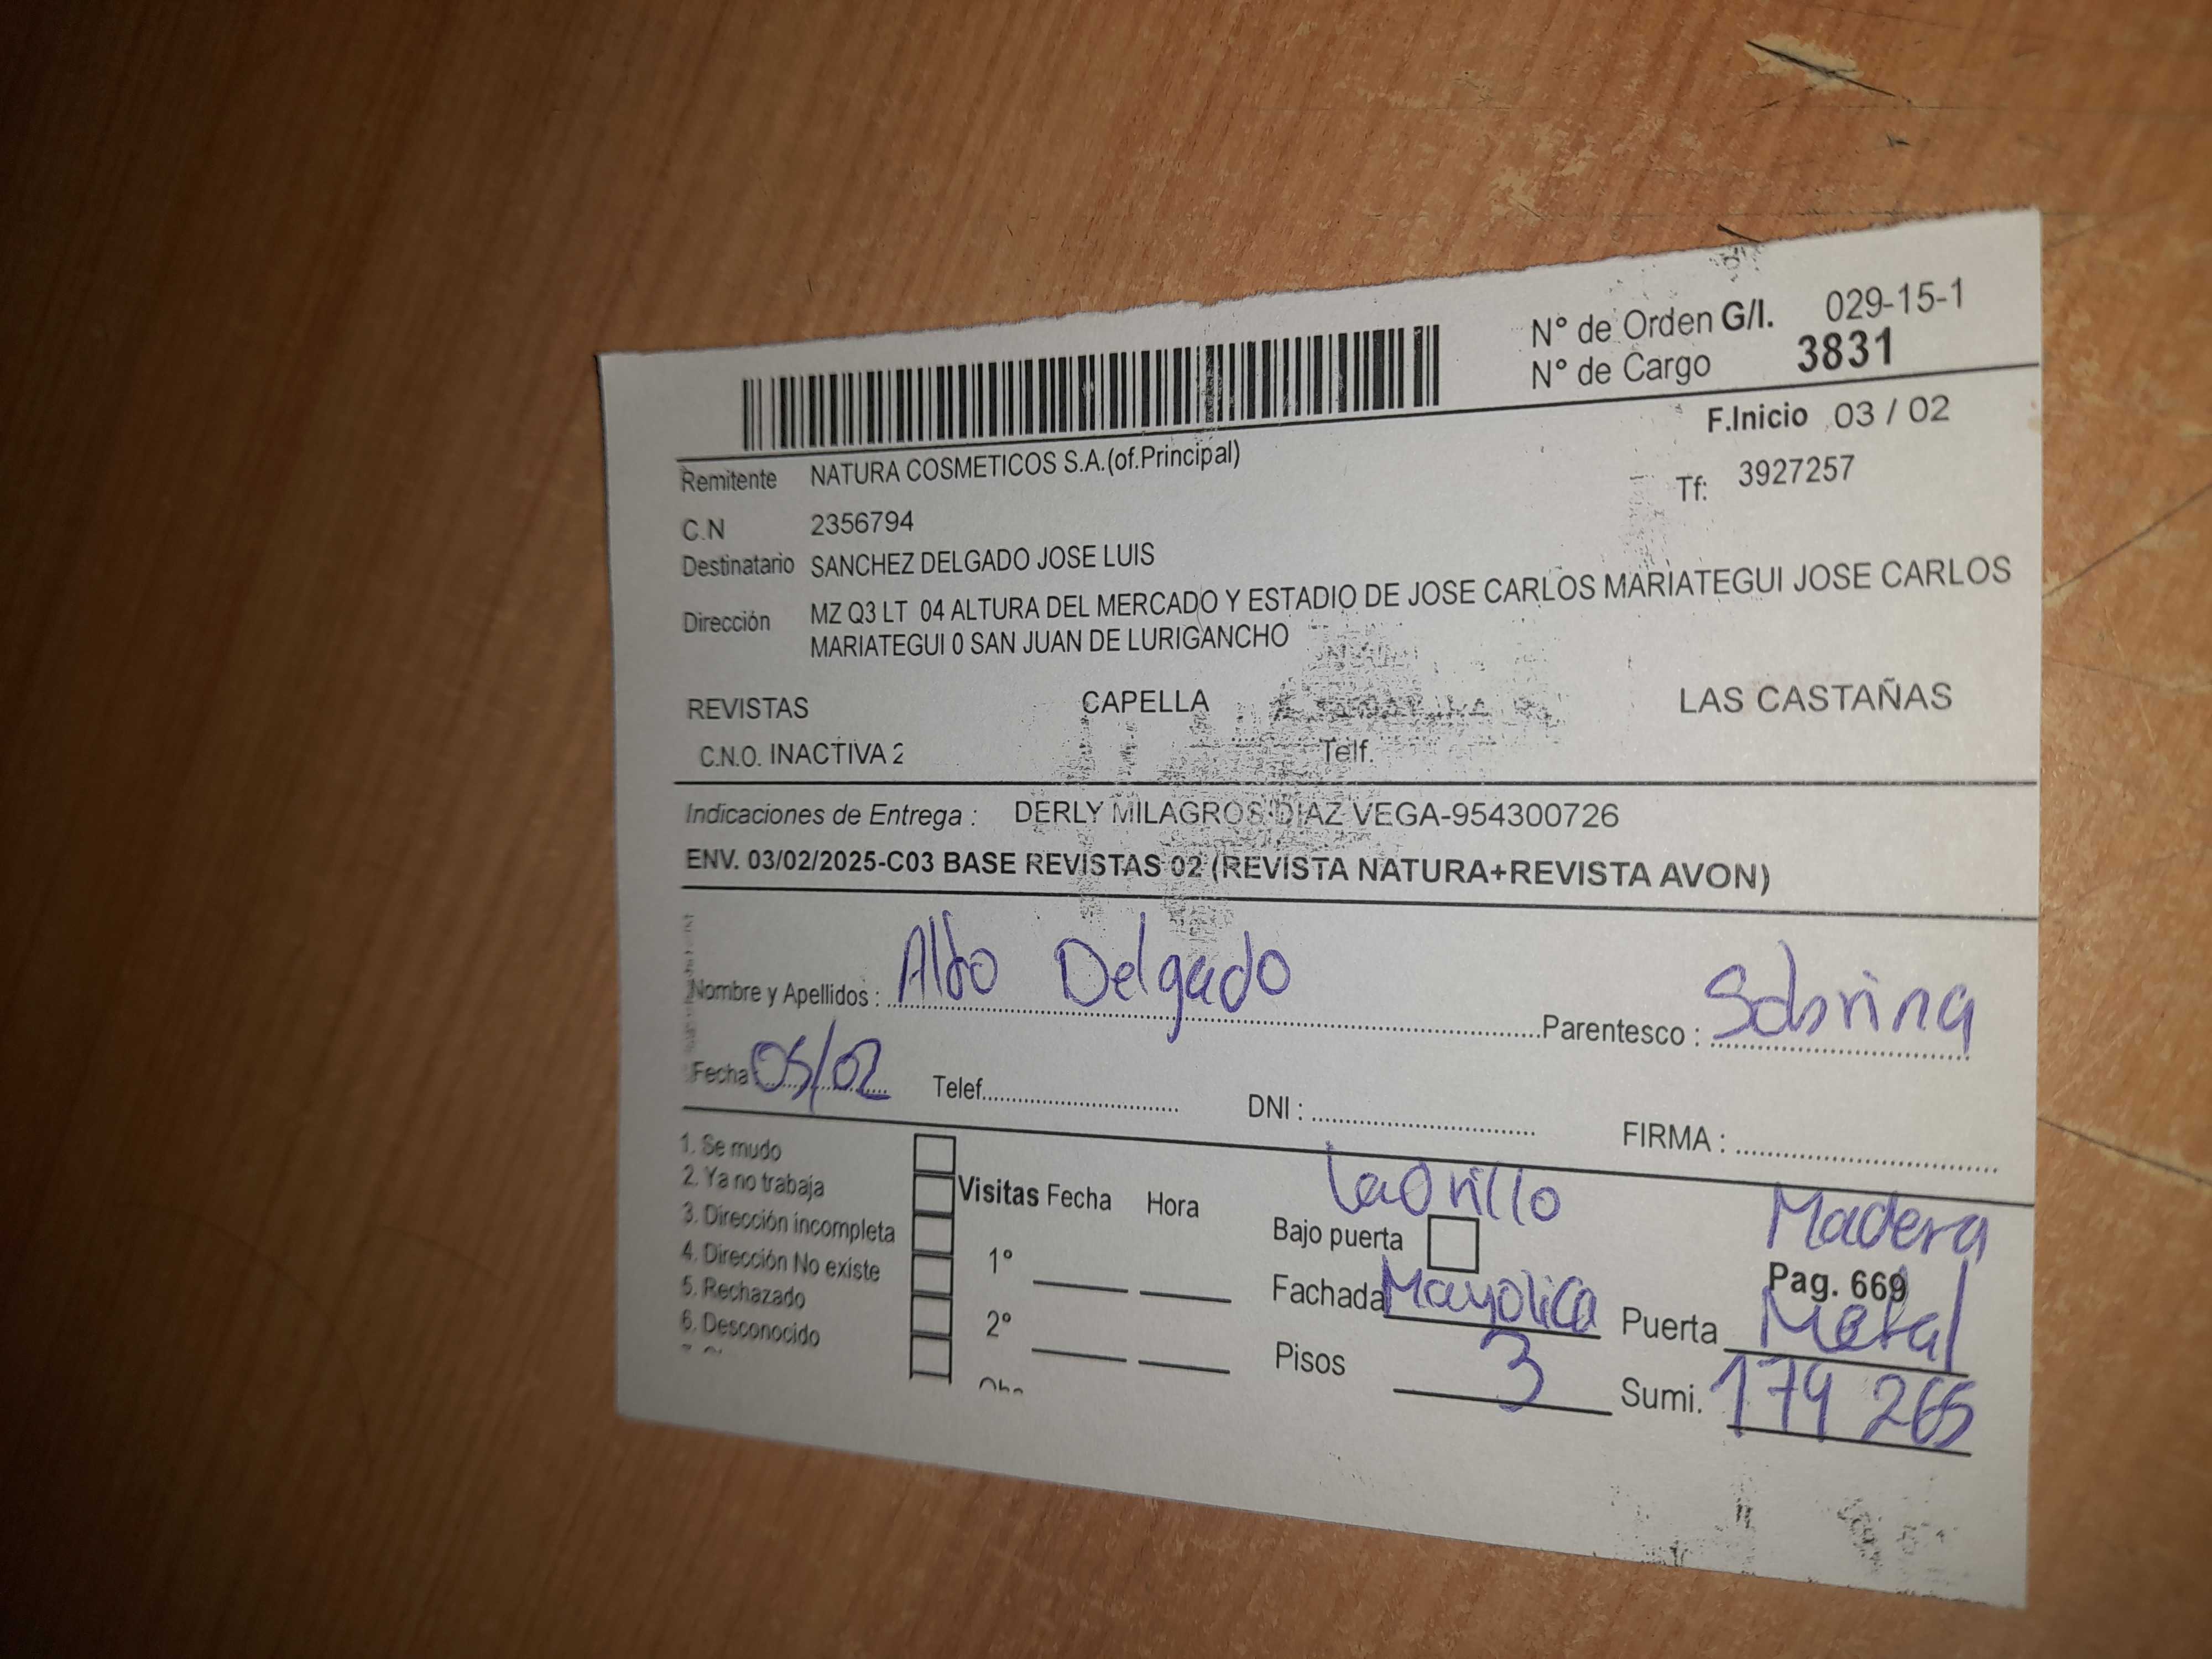 N° de Orden G/I. 029-15-1
N° de Cargo 3831
F.Inicio 03 / 02
Remitente NATURA COSMETICOS S.A.(of.Principal)
Tf: 3927257
C.N 2356794
Destinatario SANCHEZ DELGADO JOSE LUIS
Dirección MZ Q3 LT 04 ALTURA DEL MERCADO Y ESTADIO DE JOSE CARLOS MARIATEGUI JOSE CARLOS
MARIATEGUI 0 SAN JUAN DE LURIGANCHO
REVISTAS CAPELLA LAS CASTAÑAS
C.N.O. INACTIVA 2 Telf.
Indicaciones de Entrega : DERLY MILAGROS DIAZ VEGA-954300726
ENV. 03/02/2025-C03 BASE REVISTAS 02 (REVISTA NATURA+REVISTA AVON)
Nombre y Apellidos : Aldo Delgado Parentesco : Sobrina
Fecha 05/02 Telef. DNI : FIRMA :
1. Se mudo
2. Ya no trabaja
3. Dirección incompleta
4. Dirección No existe
5. Rechazado
6. Desconocido
Visitas Fecha Hora
1°
2°
Ladrillo
Bajo puerta
Fachada Mayolica
Pisos 3
Madera
Pag. 669
Puerta Metal
Sumi. 179 265